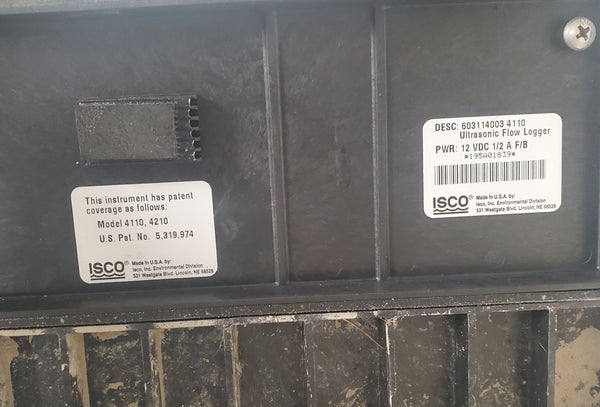 This instrument has patent
coverage as follows:
Model 4110, 4210
U.S. Pat. No. 5,319,974
ISCO
Made in U.S.A. by:
Isco, Inc. Environmental Division
531 Westgate Blvd. Lincoln, NE 68528
DESC: 603114003 4110
Ultrasonic Flow Logger
PWR: 12 VDC 1/2 A F/B
*195A01839*
ISCO
Made in U.S.A. by:
Isco, Inc. Environmental Division
531 Westgate Blvd. Lincoln, NE 68528